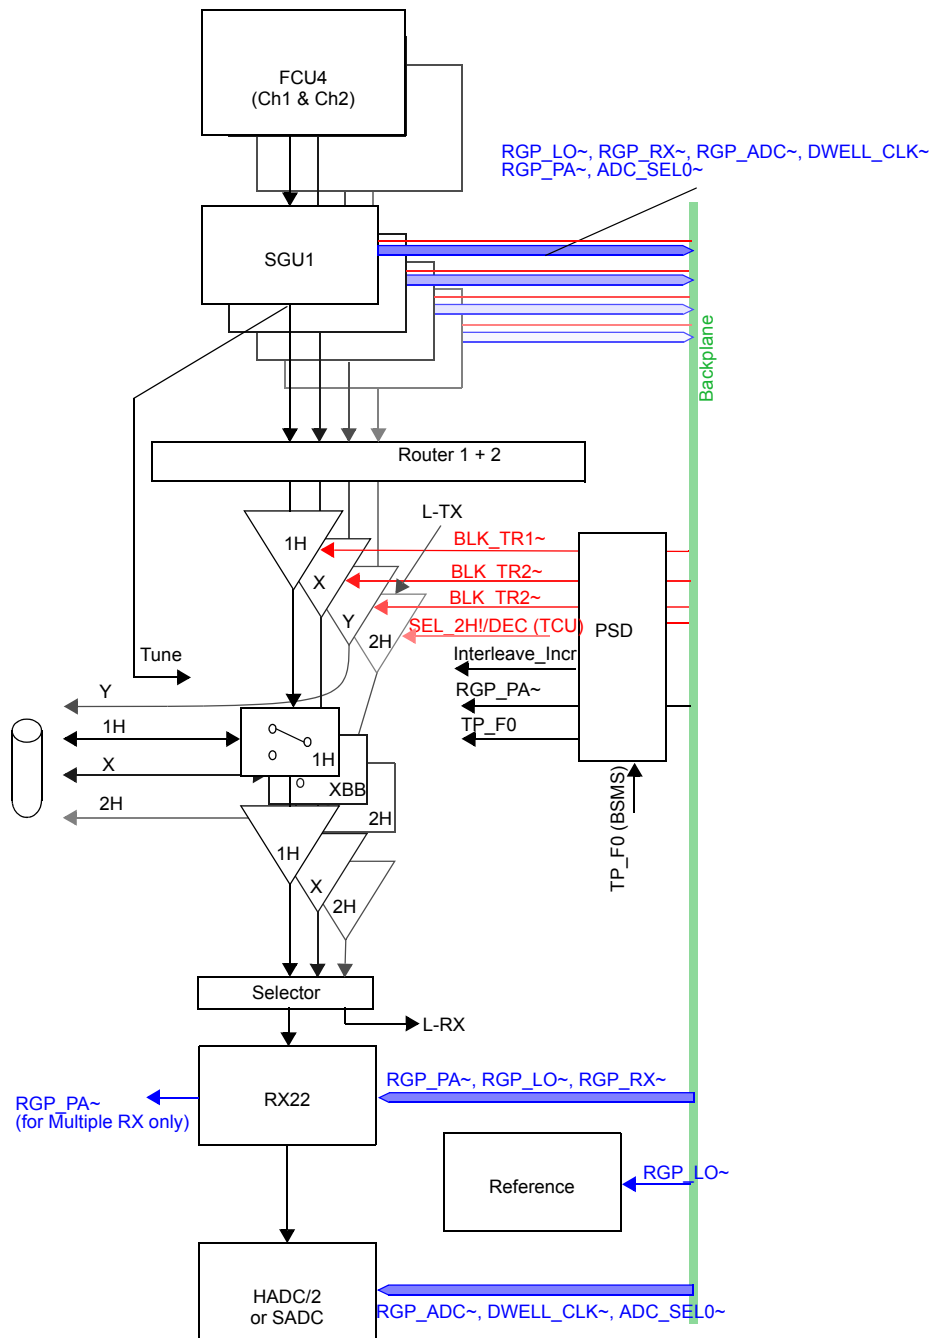 FCU4
(Ch1 & Ch2)
RGP_LO~, RGP_RX~, RGP_ADC~, DWELL_CLK~
RGP_PA~, ADC_SEL0~
SGU1
Backplane
Router 1 + 2
L-TX
1H
BLK_TR1~
X
BLK_TR2~
Y
BLK_TR2~
2H
SEL_2H!/DEC (TCU)
PSD
Tune
Interleave_Incr
Y
RGP_PA~
1H
TP_F0
1H
X
XBB
2H
2H
TP_F0 (BSMS)
1H
X
2H
Selector
L-RX
RGP_PA~, RGP_LO~, RGP_RX~
RX22
RGP_PA~
(for Multiple RX only)
Reference
RGP_LO~
HADC/2
or SADC
RGP_ADC~, DWELL_CLK~, ADC_SEL0~